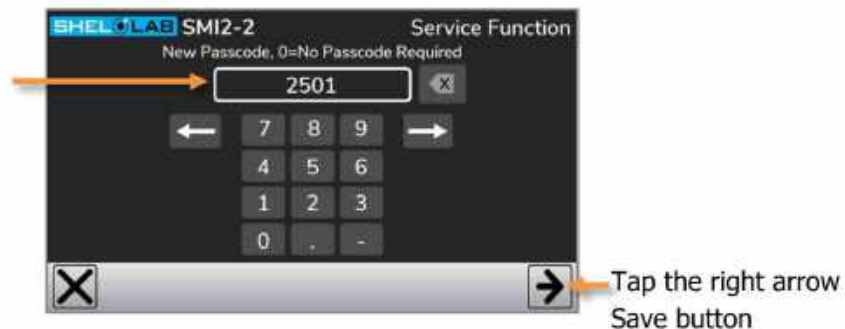 SHEL LAB SMI2-2 Service Function
New Passcode, 0=No Passcode Required
2501 X
7 8 9
4 5 6
1 2 3
0 . -
Tap the right arrow
Save button